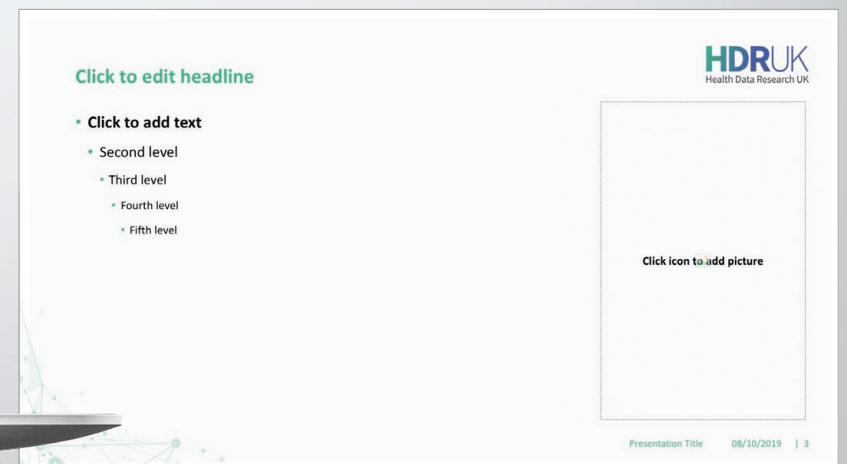 HDRUK
Health Data Research UK
Click to edit headline
• Click to add text
• Second level
• Third level
• Fourth level
• Fifth level
Click icon to add picture
Presentation Title 08/10/2019 | 3